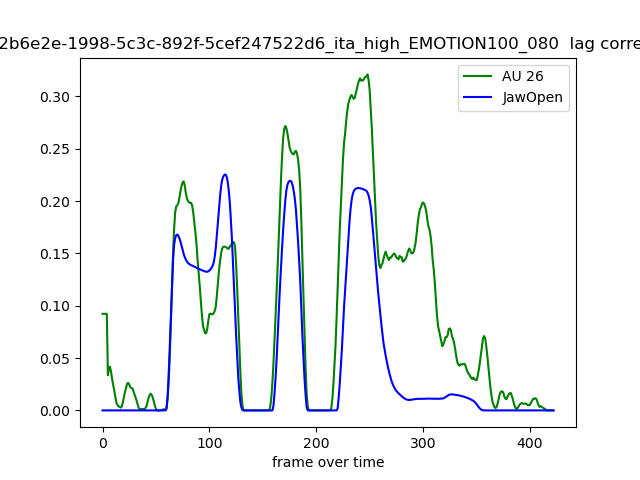 2b6e2e-1998-5c3c-892f-5cef247522d6_ita_high_EMOTION100_080 lag corre
AU 26
JawOpen
0.30
0.25
0.20
0.15
0.10
0.05
0.00
0 100 200 300 400
frame over time